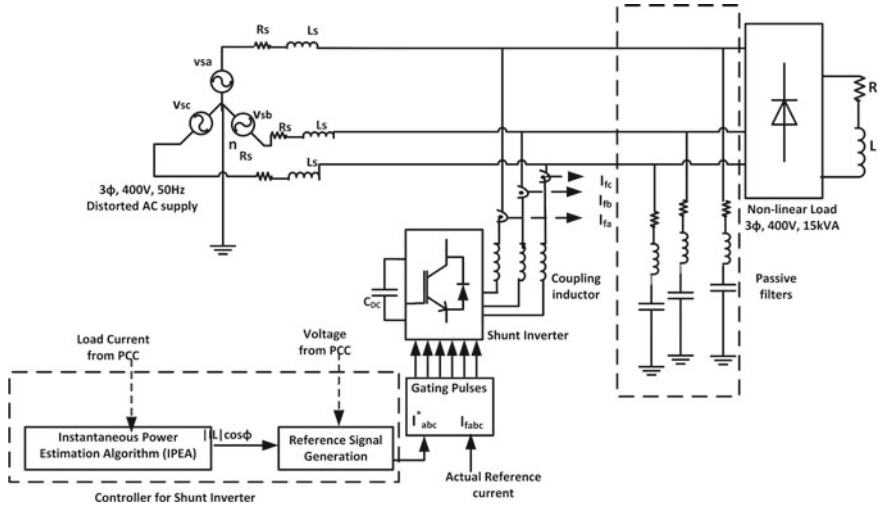 Rs
Ls
vsa
Vsc
Vsb
n
Rs
Ls
Rs
Ls
3ϕ, 400V, 50Hz
Distorted AC supply
R
L
Non-linear Load
3ϕ, 400V, 15kVA
Ifc
Ifb
Ifa
Coupling
inductor
Passive
filters
CDC
Shunt Inverter
Load Current
from PCC
Voltage
from PCC
Gating Pulses
I*abc
Ifabc
Instantaneous Power
Estimation Algorithm (IPEA)
|IL|cosϕ
Reference Signal
Generation
Actual Reference
current
Controller for Shunt Inverter